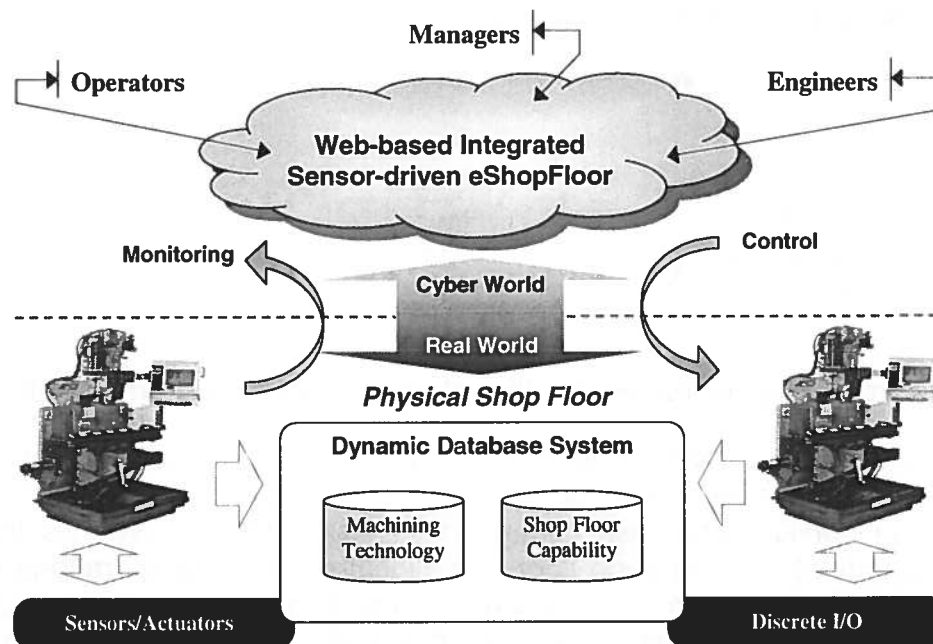 Managers
Operators
Engineers
Web-based Integrated
Sensor-driven eShopFloor
Monitoring
Control
Cyber World
Real World
Physical Shop Floor
Dynamic Database System
Machining
Technology
Shop Floor
Capability
Sensors/Actuators
Discrete I/O